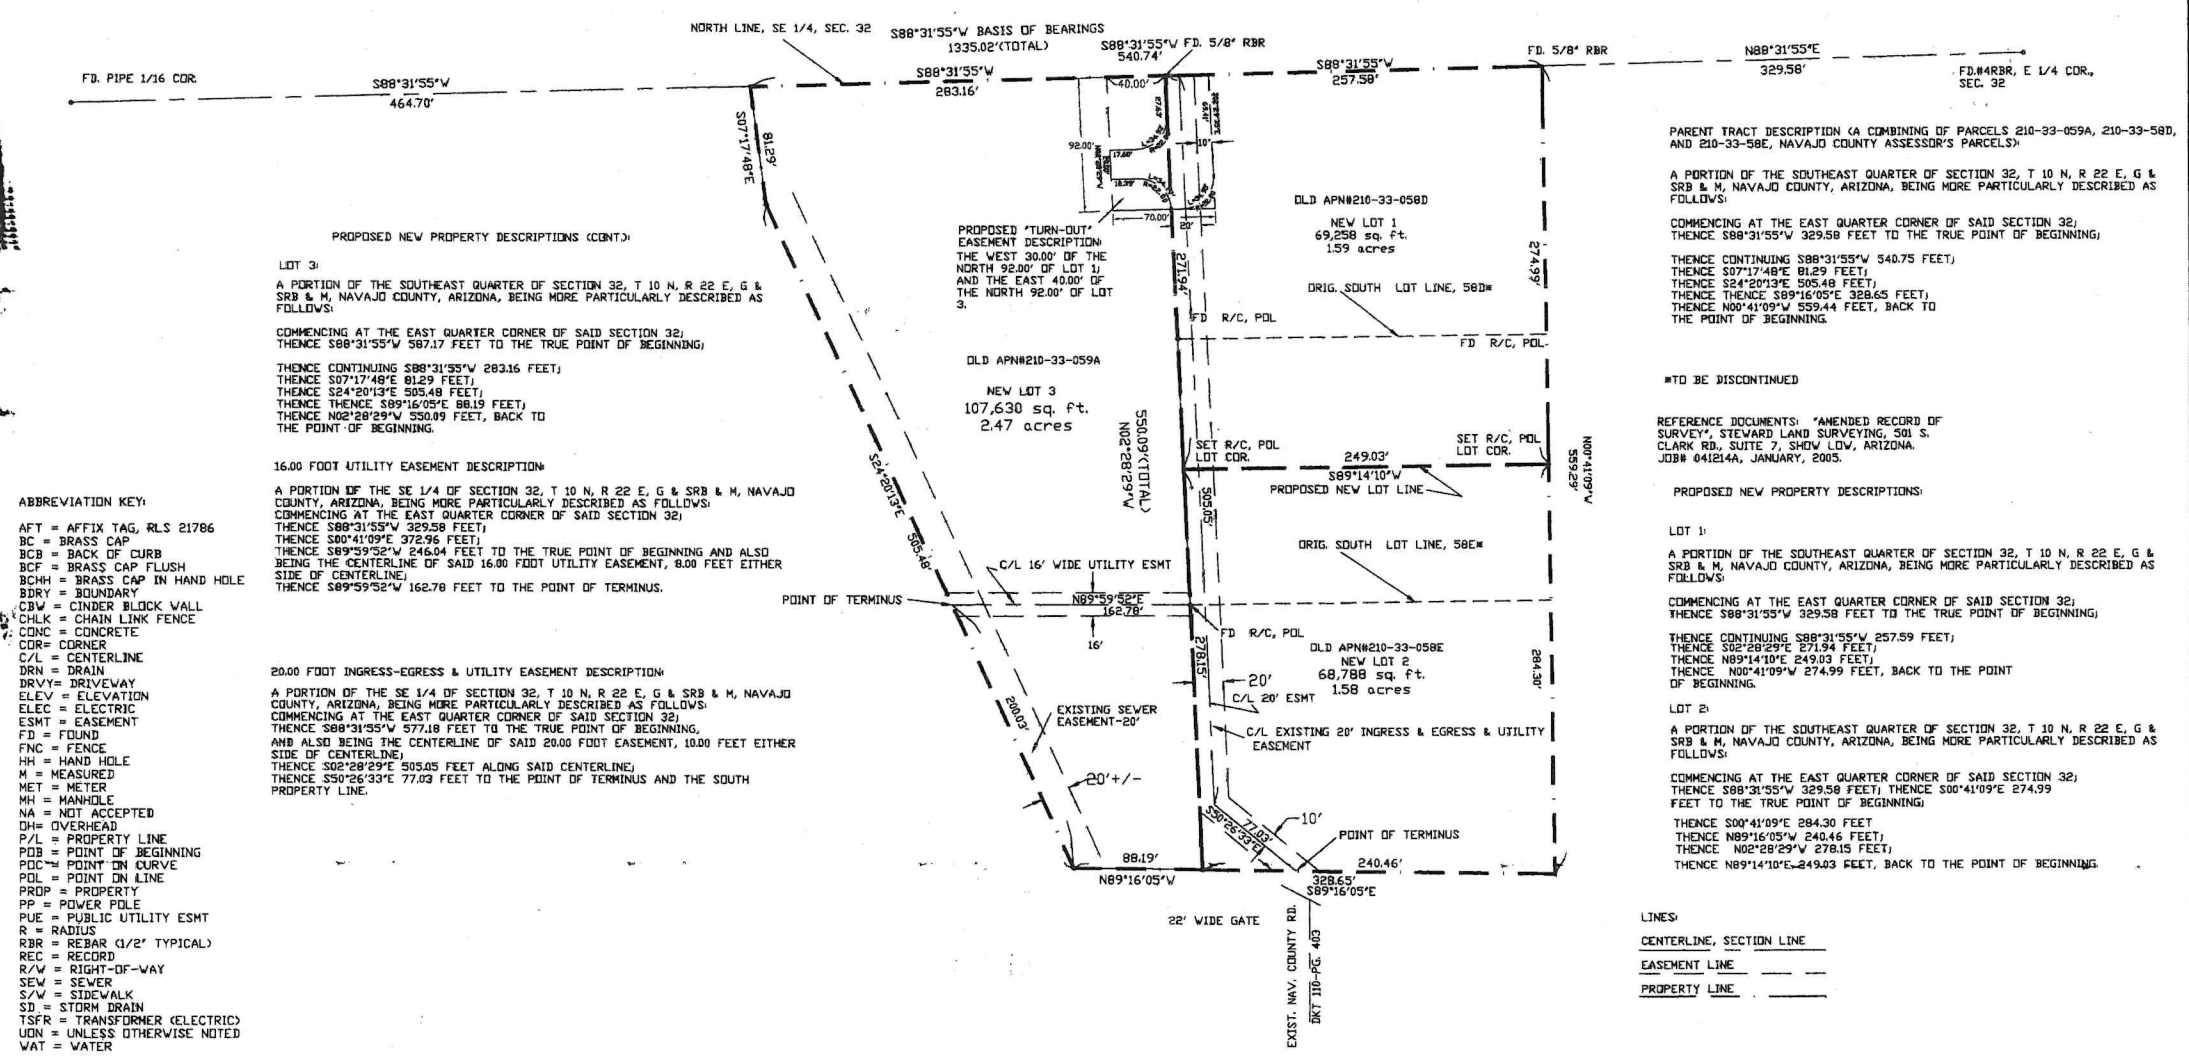 NORTH LINE, SE 1/4, SEC. 32
S88°31'55"W BASIS OF BEARINGS
1335.02'(TOTAL)
S88°31'55"W FD. 5/8" RBR
540.74'
FD. 5/8" RBR
N88°31'55"E
329.58'
FD.#4RBR, E 1/4 COR.,
SEC. 32
FD. PIPE 1/16 COR.
S88°31'55"W
464.70'
S88°31'55"W
283.16'
S88°31'55"W
257.58'
81.29'
S07°17'48"E
40.00'
92.00'
17.60'
18.39'
70.00'
10'
20'
PROPOSED "TURN-OUT"
EASEMENT DESCRIPTION:
THE WEST 30.00' OF THE
NORTH 92.00' OF LOT 1;
AND THE EAST 40.00' OF
THE NORTH 92.00' OF LOT
3.
271.94'
FD R/C, POL
OLD APN#210-33-058D
NEW LOT 1
69,258 sq. ft.
1.59 acres
274.99'
ORIG. SOUTH LOT LINE, 58D*
FD R/C, POL
OLD APN#210-33-059A
NEW LOT 3
107,630 sq. ft.
2.47 acres
550.09'(TOTAL)
N02°28'29"W
SET R/C, POL
LOT COR.
SET R/C, POL
LOT COR.
249.03'
S89°14'10"W
PROPOSED NEW LOT LINE
N00°41'09"W
559.29'
S24°20'13"E
505.48'
505.05'
ORIG. SOUTH LOT LINE, 58E*
C/L 16' WIDE UTILITY ESMT
POINT OF TERMINUS
N89°59'52"E
162.78'
16'
FD R/C, POL
278.15'
OLD APN#210-33-058E
NEW LOT 2
68,788 sq. ft.
1.58 acres
284.30'
20'
C/L 20' ESMT
C/L EXISTING 20' INGRESS & EGRESS & UTILITY
EASEMENT
200.03'
EXISTING SEWER
EASEMENT-20'
20'+/-
77.03'
S50°26'33"E
10'
POINT OF TERMINUS
88.19'
N89°16'05"W
240.46'
328.65'
S89°16'05"E
22' WIDE GATE
EXIST. NAV. COUNTY RD.
DKT 110-PG. 403
PROPOSED NEW PROPERTY DESCRIPTIONS (CONT.):
LOT 3:
A PORTION OF THE SOUTHEAST QUARTER OF SECTION 32, T 10 N, R 22 E, G &
SRB & M, NAVAJO COUNTY, ARIZONA, BEING MORE PARTICULARLY DESCRIBED AS
FOLLOWS:
COMMENCING AT THE EAST QUARTER CORNER OF SAID SECTION 32;
THENCE S88°31'55"W 587.17 FEET TO THE TRUE POINT OF BEGINNING;
THENCE CONTINUING S88°31'55"W 283.16 FEET;
THENCE S07°17'48"E 81.29 FEET;
THENCE S24°20'13"E 505.48 FEET;
THENCE THENCE S89°16'05"E 88.19 FEET;
THENCE N02°28'29"W 550.09 FEET, BACK TO
THE POINT OF BEGINNING.
16.00 FOOT UTILITY EASEMENT DESCRIPTION:
A PORTION OF THE SE 1/4 OF SECTION 32, T 10 N, R 22 E, G & SRB & M, NAVAJO
COUNTY, ARIZONA, BEING MORE PARTICULARLY DESCRIBED AS FOLLOWS:
COMMENCING AT THE EAST QUARTER CORNER OF SAID SECTION 32;
THENCE S88°31'55"W 329.58 FEET;
THENCE S00°41'09"E 372.96 FEET;
THENCE S89°59'52"W 246.04 FEET TO THE TRUE POINT OF BEGINNING AND ALSO
BEING THE CENTERLINE OF SAID 16.00 FOOT UTILITY EASEMENT, 8.00 FEET EITHER
SIDE OF CENTERLINE;
THENCE S89°59'52"W 162.78 FEET TO THE POINT OF TERMINUS.
20.00 FOOT INGRESS-EGRESS & UTILITY EASEMENT DESCRIPTION:
A PORTION OF THE SE 1/4 OF SECTION 32, T 10 N, R 22 E, G & SRB & M, NAVAJO
COUNTY, ARIZONA, BEING MORE PARTICULARLY DESCRIBED AS FOLLOWS:
COMMENCING AT THE EAST QUARTER CORNER OF SAID SECTION 32;
THENCE S88°31'55"W 577.18 FEET TO THE TRUE POINT OF BEGINNING,
AND ALSO BEING THE CENTERLINE OF SAID 20.00 FOOT EASEMENT, 10.00 FEET EITHER
SIDE OF CENTERLINE;
THENCE S02°28'29"E 505.05 FEET ALONG SAID CENTERLINE;
THENCE S50°26'33"E 77.03 FEET TO THE POINT OF TERMINUS AND THE SOUTH
PROPERTY LINE.
ABBREVIATION KEY:
AFT = AFFIX TAG, RLS 21786
BC = BRASS CAP
BCB = BACK OF CURB
BCF = BRASS CAP FLUSH
BCHH = BRASS CAP IN HAND HOLE
BDRY = BOUNDARY
CBW = CINDER BLOCK WALL
CHLK = CHAIN LINK FENCE
CONC = CONCRETE
COR= CORNER
C/L = CENTERLINE
DRN = DRAIN
DRVY= DRIVEWAY
ELEV = ELEVATION
ELEC = ELECTRIC
ESMT = EASEMENT
FD = FOUND
FNC = FENCE
HH = HAND HOLE
M = MEASURED
MET = METER
MH = MANHOLE
NA = NOT ACCEPTED
OH= OVERHEAD
P/L = PROPERTY LINE
POB = POINT OF BEGINNING
POC = POINT ON CURVE
POL = POINT ON LINE
PROP = PROPERTY
PP = POWER POLE
PUE = PUBLIC UTILITY ESMT
R = RADIUS
RBR = REBAR (1/2" TYPICAL)
REC = RECORD
R/W = RIGHT-OF-WAY
SEW = SEWER
S/W = SIDEWALK
SD = STORM DRAIN
TSFR = TRANSFORMER (ELECTRIC)
UON = UNLESS OTHERWISE NOTED
WAT = WATER
PARENT TRACT DESCRIPTION (A COMBINING OF PARCELS 210-33-059A, 210-33-58D,
AND 210-33-58E, NAVAJO COUNTY ASSESSOR'S PARCELS):
A PORTION OF THE SOUTHEAST QUARTER OF SECTION 32, T 10 N, R 22 E, G &
SRB & M, NAVAJO COUNTY, ARIZONA, BEING MORE PARTICULARLY DESCRIBED AS
FOLLOWS:
COMMENCING AT THE EAST QUARTER CORNER OF SAID SECTION 32;
THENCE S88°31'55"W 329.58 FEET TO THE TRUE POINT OF BEGINNING;
THENCE CONTINUING S88°31'55"W 540.75 FEET;
THENCE S07°17'48"E 81.29 FEET;
THENCE S24°20'13"E 505.48 FEET;
THENCE THENCE S89°16'05"E 328.65 FEET;
THENCE N00°41'09"W 559.44 FEET, BACK TO
THE POINT OF BEGINNING.
*TO BE DISCONTINUED
REFERENCE DOCUMENTS: "AMENDED RECORD OF
SURVEY", STEWARD LAND SURVEYING, 501 S.
CLARK RD., SUITE 7, SHOW LOW, ARIZONA.
JOB# 041214A, JANUARY, 2005.
PROPOSED NEW PROPERTY DESCRIPTIONS:
LOT 1:
A PORTION OF THE SOUTHEAST QUARTER OF SECTION 32, T 10 N, R 22 E, G &
SRB & M, NAVAJO COUNTY, ARIZONA, BEING MORE PARTICULARLY DESCRIBED AS
FOLLOWS:
COMMENCING AT THE EAST QUARTER CORNER OF SAID SECTION 32;
THENCE S88°31'55"W 329.58 FEET TO THE TRUE POINT OF BEGINNING;
THENCE CONTINUING S88°31'55"W 257.59 FEET;
THENCE S02°28'29"E 271.94 FEET;
THENCE N89°14'10"E 249.03 FEET;
THENCE N00°41'09"W 274.99 FEET, BACK TO THE POINT
OF BEGINNING.
LOT 2:
A PORTION OF THE SOUTHEAST QUARTER OF SECTION 32, T 10 N, R 22 E, G &
SRB & M, NAVAJO COUNTY, ARIZONA, BEING MORE PARTICULARLY DESCRIBED AS
FOLLOWS:
COMMENCING AT THE EAST QUARTER CORNER OF SAID SECTION 32;
THENCE S88°31'55"W 329.58 FEET; THENCE S00°41'09"E 274.99
FEET TO THE TRUE POINT OF BEGINNING;
THENCE S00°41'09"E 284.30 FEET
THENCE N89°16'05"W 240.46 FEET;
THENCE N02°28'29"W 278.15 FEET;
THENCE N89°14'10"E 249.03 FEET, BACK TO THE POINT OF BEGINNING.
LINES:
CENTERLINE, SECTION LINE
EASEMENT LINE
PROPERTY LINE